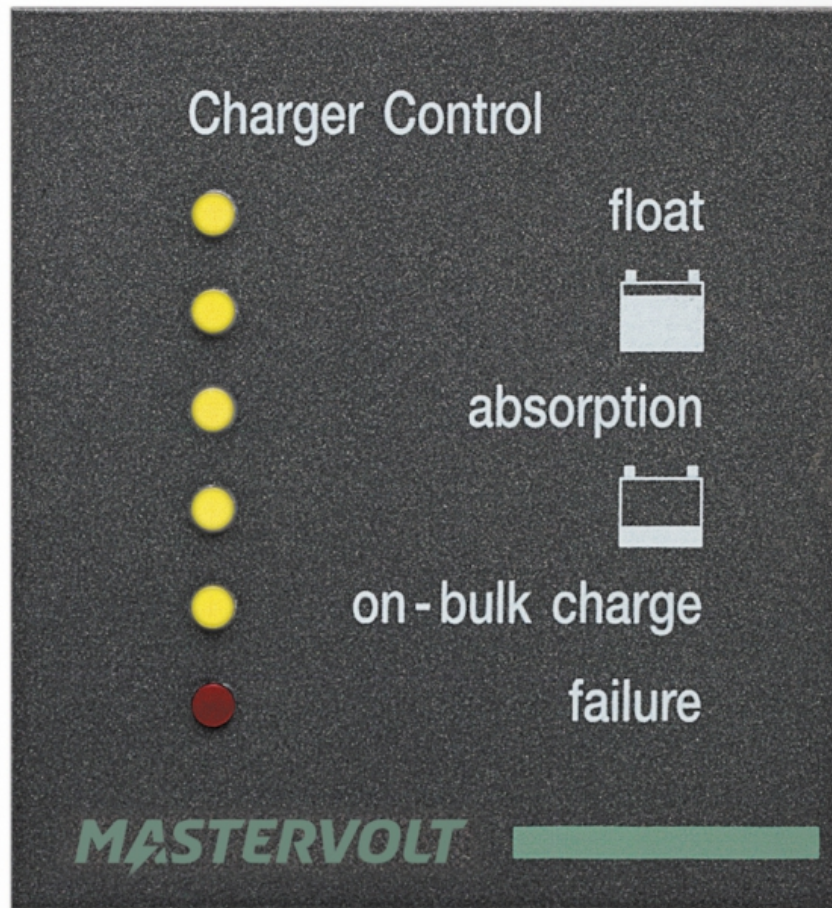 Charger Control
float
absorption
on-bulk charge
failure
MASTERVOLT